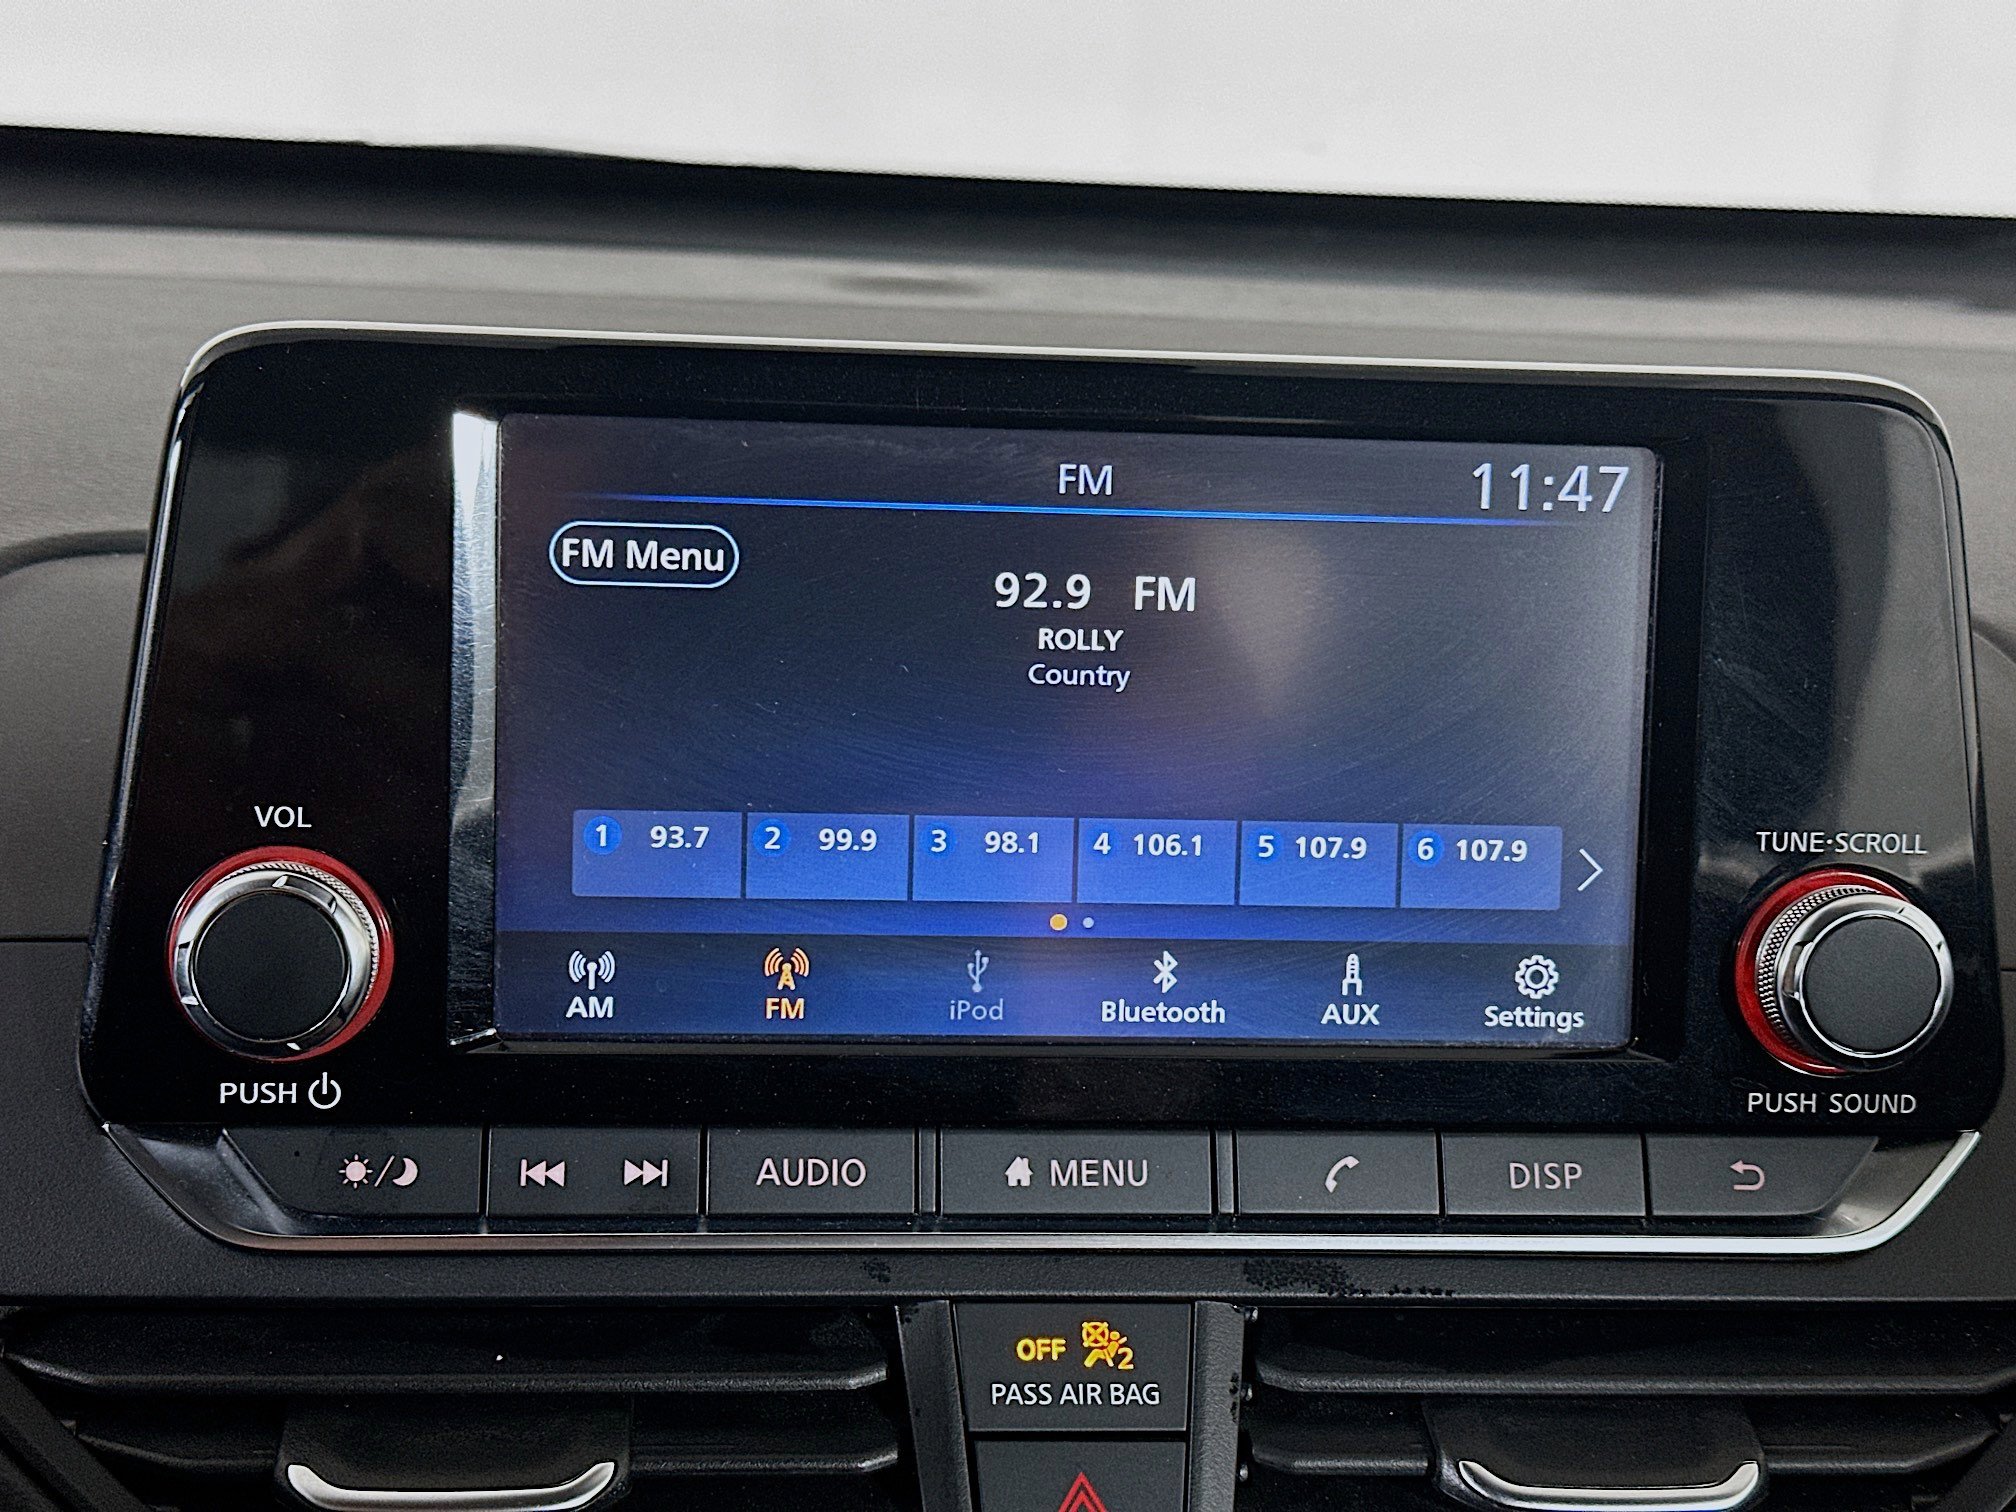 FM 11:47
FM Menu
92.9 FM
ROLLY
Country
1 93.7 2 99.9 3 98.1 4 106.1 5 107.9 6 107.9
AM FM iPod Bluetooth AUX Settings
VOL
PUSH
TUNE·SCROLL
PUSH SOUND
AUDIO MENU DISP
OFF 2
PASS AIR BAG